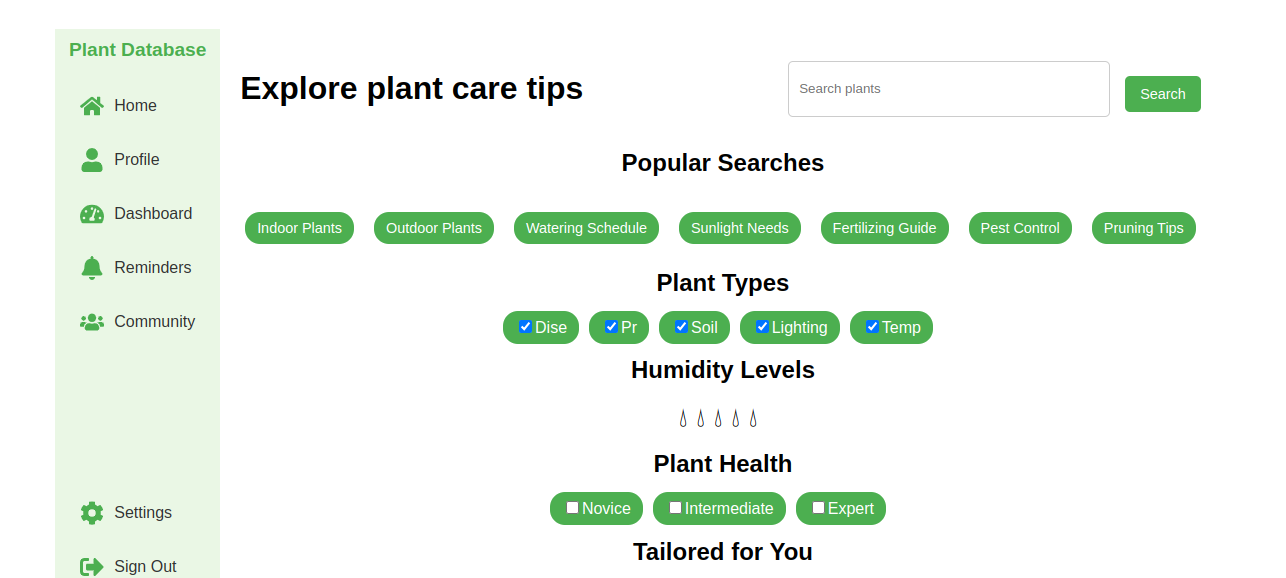 Plant Database
Home
Profile
Dashboard
Reminders
Community
Settings
Sign Out
Explore plant care tips
Search plants
Search
Popular Searches
Indoor Plants Outdoor Plants Watering Schedule Sunlight Needs Fertilizing Guide Pest Control Pruning Tips
Plant Types
Dise Pr Soil Lighting Temp
Humidity Levels
Plant Health
Novice Intermediate Expert
Tailored for You